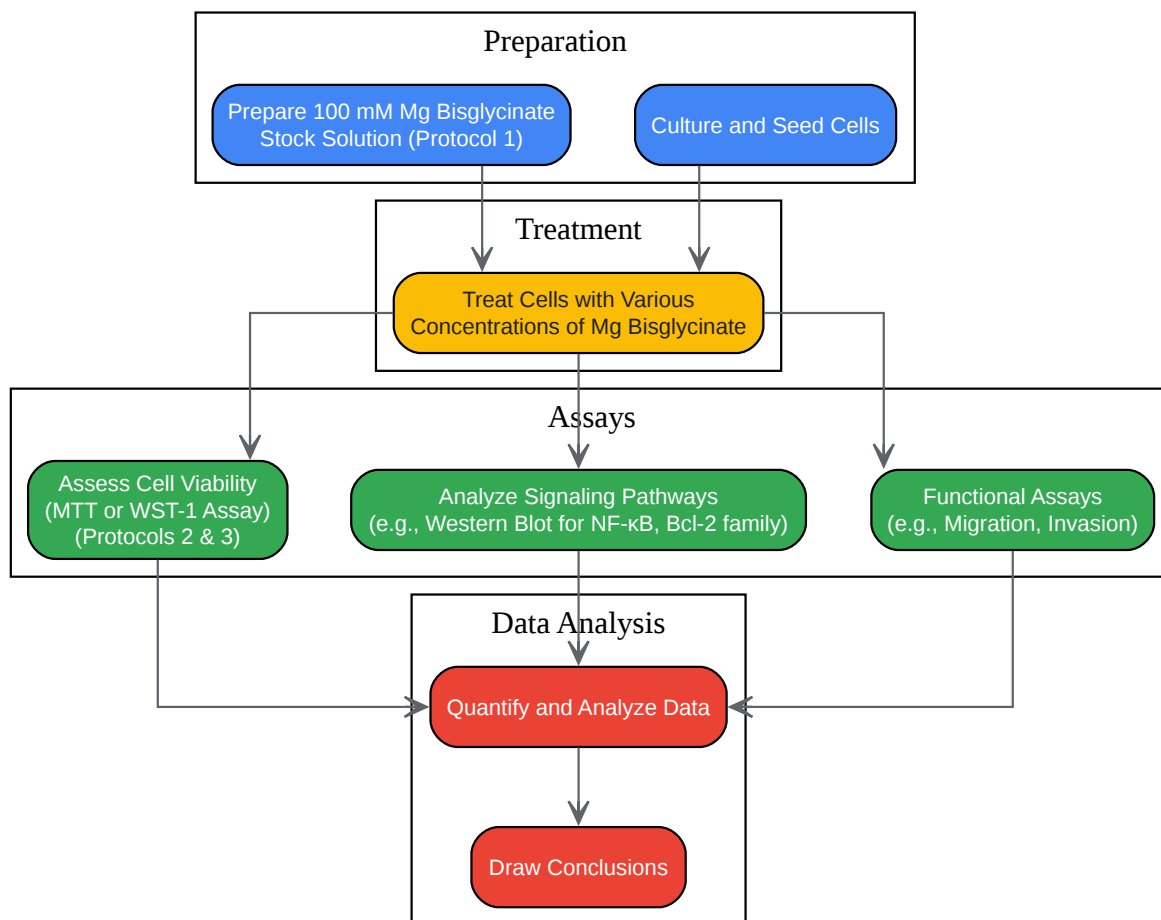 Preparation
Prepare 100 mM Mg Bisglycinate
Stock Solution (Protocol 1)
Culture and Seed Cells
Treatment
Treat Cells with Various
Concentrations of Mg Bisglycinate
Assays
Assess Cell Viability
(MTT or WST-1 Assay)
(Protocols 2 & 3)
Analyze Signaling Pathways
(e.g., Western Blot for NF-κB, Bcl-2 family)
Functional Assays
(e.g., Migration, Invasion)
Data Analysis
Quantify and Analyze Data
Draw Conclusions